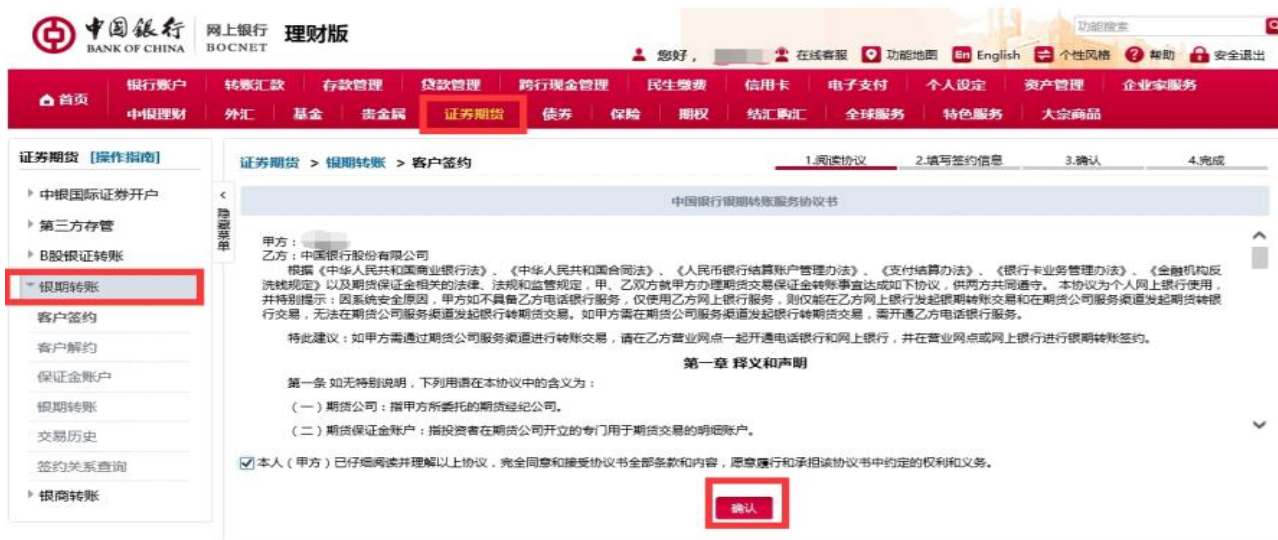 中国银行 网上银行 理财版
BANK OF CHINA BOCNET
功能搜索
您好， 在线客服 功能地图 En English 个性风格 帮助 安全退出
首页
银行账户 转账汇款 存款管理 贷款管理 跨行现金管理 民生缴费 信用卡 电子支付 个人设定 资产管理 企业家服务
中银理财 外汇 基金 贵金属 证券期货 债券 保险 期权 结汇购汇 全球服务 特色服务 大宗商品
证券期货 [操作指南]
中银国际证券开户
第三方存管
B股银证转账
银期转账
客户签约
客户解约
保证金账户
银期转账
交易历史
签约关系查询
银商转账
隐藏菜单
证券期货 > 银期转账 > 客户签约
1.阅读协议 2.填写签约信息 3.确认 4.完成
中国银行银期转账服务协议书
甲方：
乙方：中国银行股份有限公司
根据《中华人民共和国商业银行法》、《中华人民共和国合同法》、《人民币银行结算账户管理办法》、《支付结算办法》、《银行卡业务管理办法》、《金融机构反
洗钱规定》以及期货保证金相关的法律、法规和监管规定，甲、乙双方就甲方办理期货交易保证金转账事宜达成如下协议，供两方共同遵守。 本协议为个人网上银行使用，
并特别提示：因系统安全原因，甲方如不具备乙方电话银行服务，仅使用乙方网上银行服务，则仅能在乙方网上银行发起银期转账交易和在期货公司服务渠道发起期货转银
行交易，无法在期货公司服务渠道发起银行转期货交易。如甲方需在期货公司服务渠道发起银行转期货交易，需开通乙方电话银行服务。
特此建议：如甲方需通过期货公司服务渠道进行转账交易，请在乙方营业网点一起开通电话银行和网上银行，并在营业网点或网上银行进行银期转账签约。
第一章 释义和声明
第一条 如无特别说明，下列用语在本协议中的含义为：
（一）期货公司：指甲方所委托的期货经纪公司。
（二）期货保证金账户：指投资者在期货公司开立的专门用于期货交易的明细账户。
本人（甲方）已仔细阅读并理解以上协议，完全同意和接受协议书全部条款和内容，愿意履行和承担该协议书中约定的权利和义务。
确认